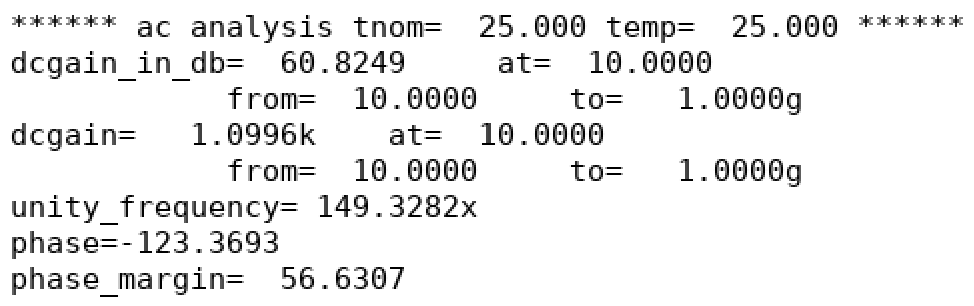 ****** ac analysis tnom=  25.000 temp=  25.000 ******
dcgain_in_db=  60.8249     at=  10.0000
            from=  10.0000     to=   1.0000g
dcgain=   1.0996k    at=  10.0000
            from=  10.0000     to=   1.0000g
unity_frequency= 149.3282x
phase=-123.3693
phase_margin=  56.6307